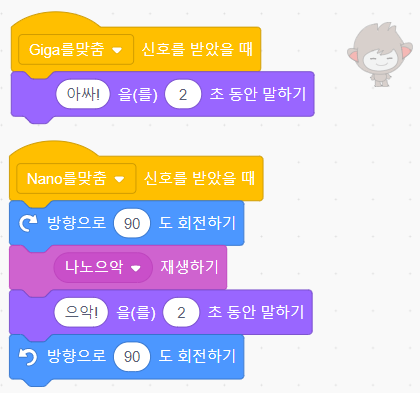 Giga를맞춤 신호를 받았을 때
아싸! 을(를) 2 초 동안 말하기
Nano를맞춤 신호를 받았을 때
방향으로 90 도 회전하기
나노으악 재생하기
으악! 을(를) 2 초 동안 말하기
방향으로 90 도 회전하기